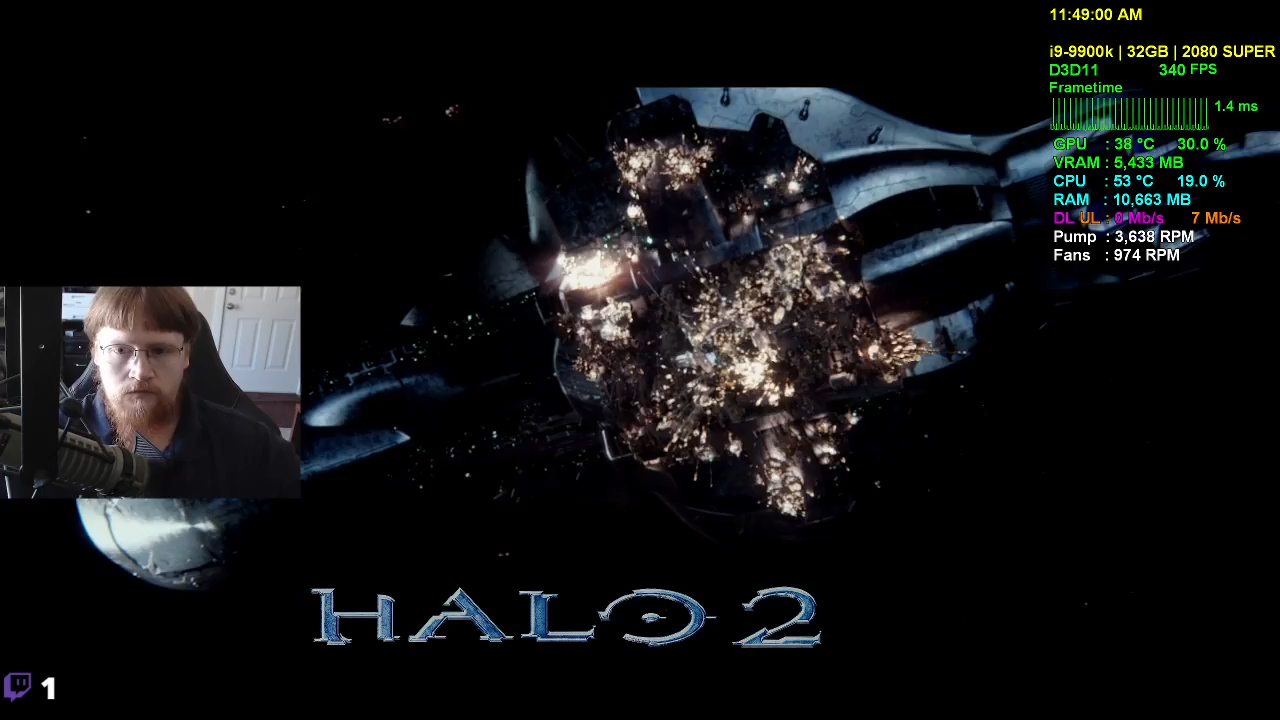 11:49:00 AM
i9-9900k | 32GB | 2080 SUPER
D3D11 340 FPS
Frametime
1.4 ms
GPU : 38 °C 30.0 %
VRAM : 5,433 MB
CPU : 53 °C 19.0 %
RAM : 10,663 MB
DL UL : 0 Mb/s 7 Mb/s
Pump : 3,638 RPM
Fans : 974 RPM
HALO 2
1